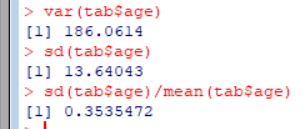 > var(tab$age)
[1] 186.0614
> sd(tab$age)
[1] 13.64043
> sd(tab$age)/mean(tab$age)
[1] 0.3535472
>